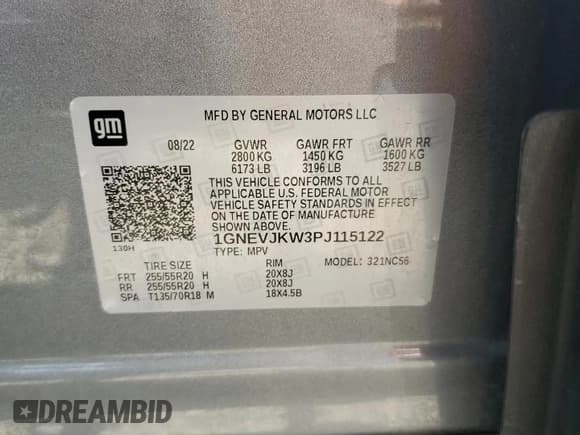 gm
MFD BY GENERAL MOTORS LLC
08/22 GVWR GAWR FRT GAWR RR
2800 KG 1450 KG 1600 KG
6173 LB 3196 LB 3527 LB
THIS VEHICLE CONFORMS TO ALL
APPLICABLE U.S. FEDERAL MOTOR
VEHICLE SAFETY STANDARDS IN
EFFECT ON THE DATE OF MANUFACTURE
SHOWN ABOVE.
130H
1GNEVJKW3PJ115122
TYPE: MPV MODEL: 321NC56
TIRE SIZE RIM
FRT 255/55R20 H 20X8J
RR 255/55R20 H 20X8J
SPA T135/70R18 M 18X4.5B
DREAMBID